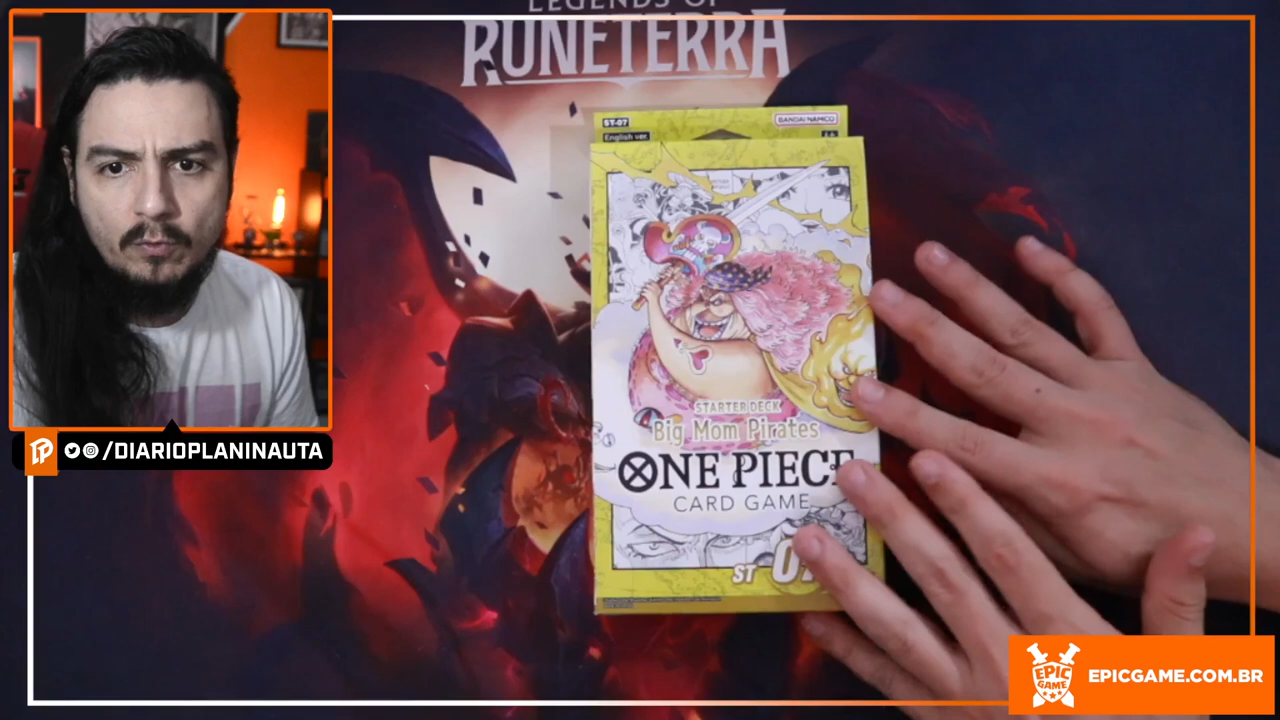 LEGENDS OF
RUNETERRA
ST-07
BANDAI NAMCO
English ver.
STARTER DECK
Big Mom Pirates
ONE PIECE
CARD GAME
ST 07
/DIARIOPLANINAUTA
EPIC
GAME
EPICGAME.COM.BR